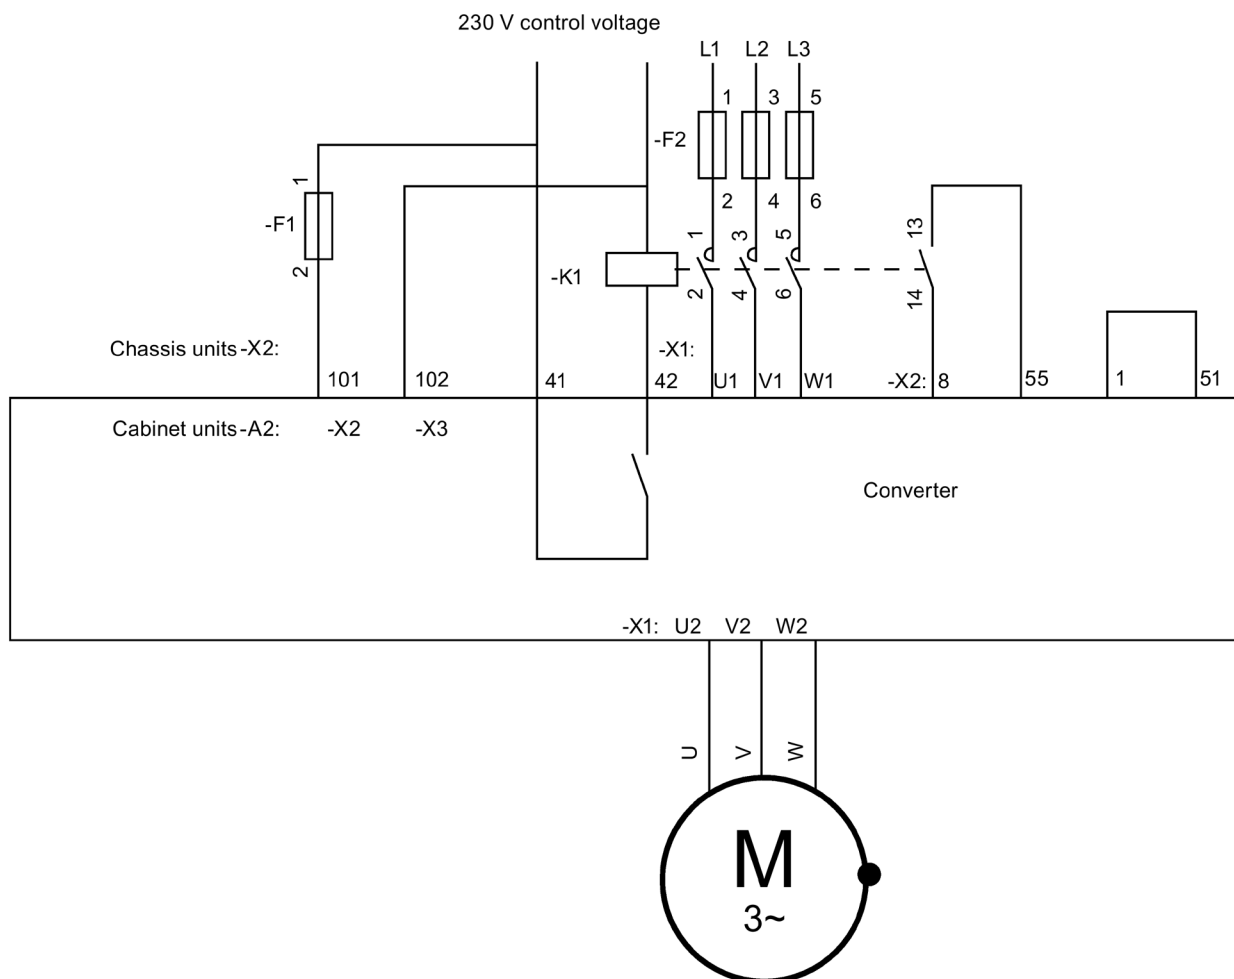 230 V control voltage
L1 L2 L3
1 3 5
-F2
2 4 6
1
-F1
2
-K1
1 3 5
2 4 6
13
14
Chassis units -X2:
-X1:
101 102 41 42 U1 V1 W1 -X2: 8 55 1 51
Cabinet units -A2: -X2 -X3
Converter
-X1: U2 V2 W2
U V W
M
3~